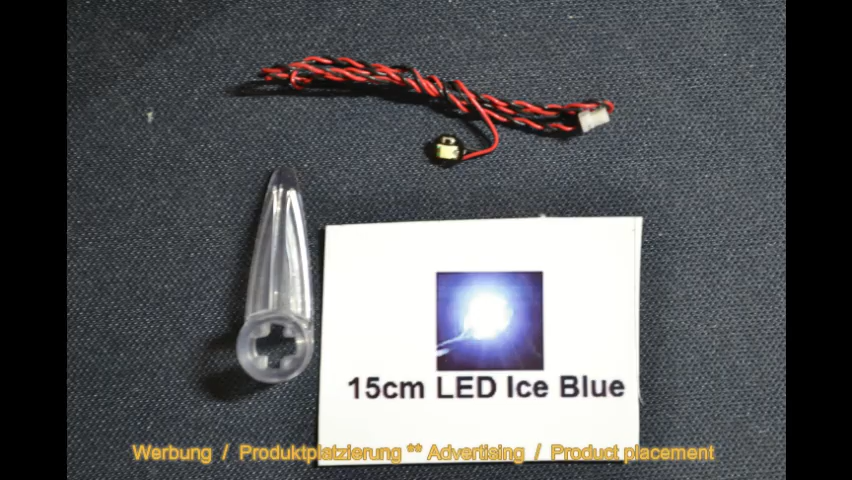 15cm LED Ice Blue
Werbung / Produktplatzierung ** Advertising / Product placement